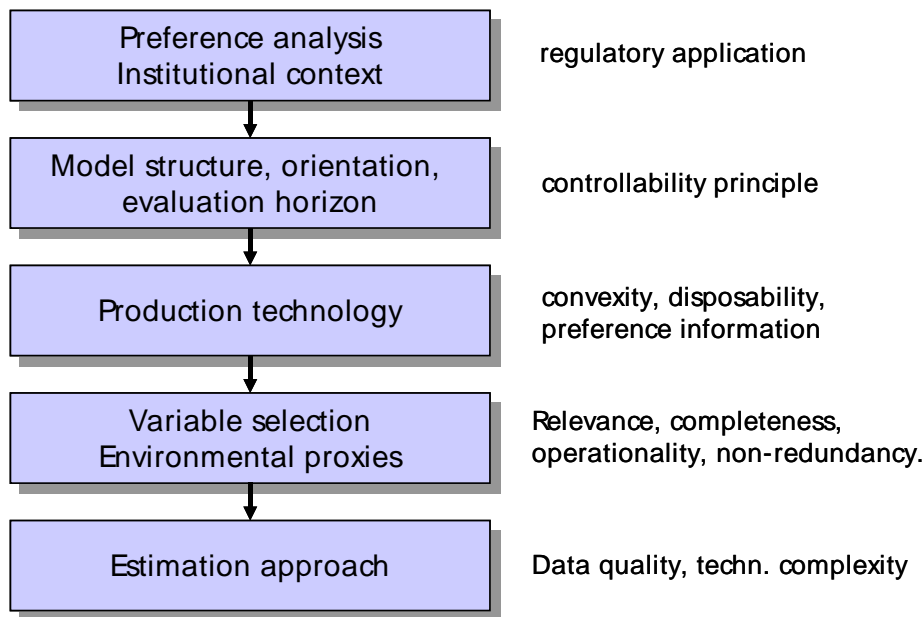 Preference analysis
Institutional context
regulatory application
Model structure, orientation,
evaluation horizon
controllability principle
Production technology
convexity, disposability,
preference information
Variable selection
Environmental proxies
Relevance, completeness,
operationality, non-redundancy.
Estimation approach
Data quality, techn. complexity